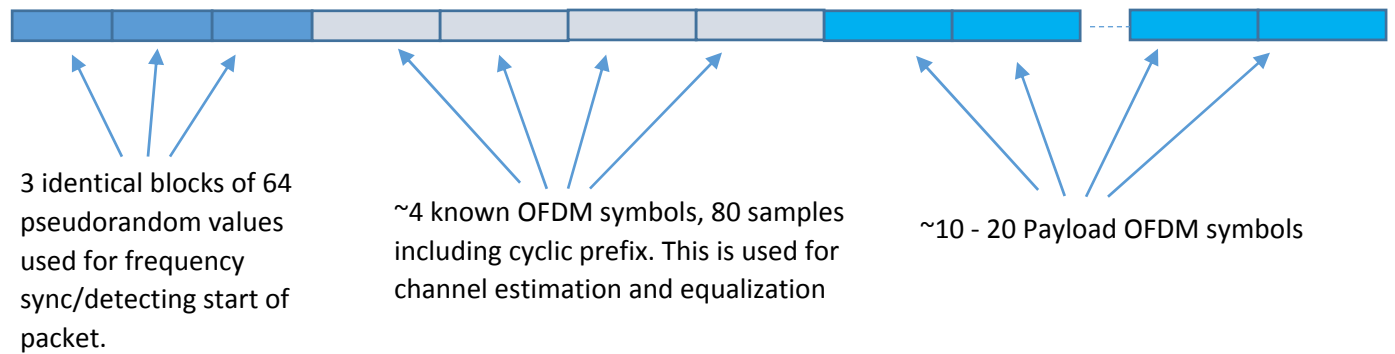 3 identical blocks of 64
pseudorandom values
used for frequency
sync/detecting start of
packet.
~4 known OFDM symbols, 80 samples
including cyclic prefix. This is used for
channel estimation and equalization
~10 - 20 Payload OFDM symbols